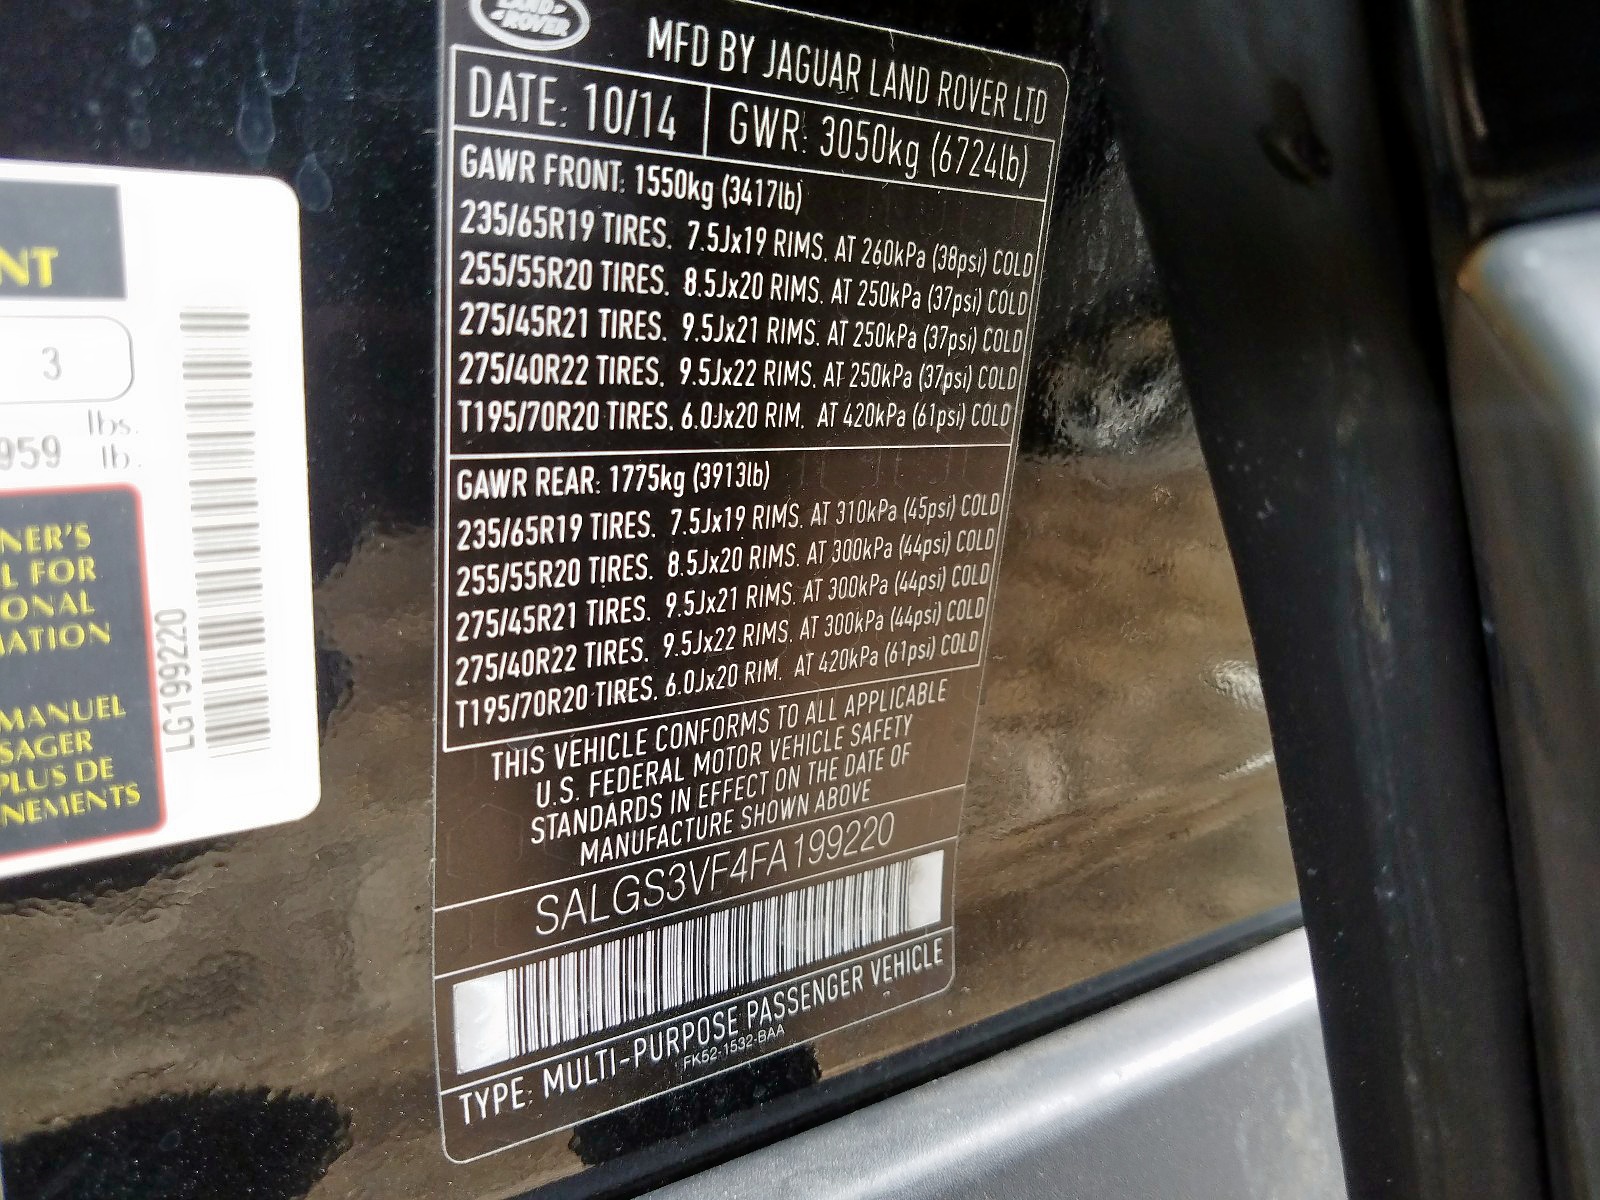 LAND
ROVER
MFD BY JAGUAR LAND ROVER LTD
DATE: 10/14
GWR: 3050kg (6724lb)
GAWR FRONT: 1550kg (3417lb)
235/65R19 TIRES. 7.5Jx19 RIMS. AT 260kPa (38psi) COLD
255/55R20 TIRES. 8.5Jx20 RIMS. AT 250kPa (37psi) COLD
275/45R21 TIRES. 9.5Jx21 RIMS. AT 250kPa (37psi) COLD
275/40R22 TIRES. 9.5Jx22 RIMS. AT 250kPa (37psi) COLD
T195/70R20 TIRES. 6.0Jx20 RIM. AT 420kPa (61psi) COLD
GAWR REAR: 1775kg (3913lb)
235/65R19 TIRES. 7.5Jx19 RIMS. AT 310kPa (45psi) COLD
255/55R20 TIRES. 8.5Jx20 RIMS. AT 300kPa (44psi) COLD
275/45R21 TIRES. 9.5Jx21 RIMS. AT 300kPa (44psi) COLD
275/40R22 TIRES. 9.5Jx22 RIMS. AT 300kPa (44psi) COLD
T195/70R20 TIRES. 6.0Jx20 RIM. AT 420kPa (61psi) COLD
THIS VEHICLE CONFORMS TO ALL APPLICABLE
U.S. FEDERAL MOTOR VEHICLE SAFETY
STANDARDS IN EFFECT ON THE DATE OF
MANUFACTURE SHOWN ABOVE
SALGS3VF4FA199220
TYPE: MULTI-PURPOSE PASSENGER VEHICLE
FK52-1532-BAA
NT
3
lbs.
959 lb.
NER'S
L FOR
ONAL
MATION
MANUEL
SAGER
PLUS DE
NEMENTS
LG199220